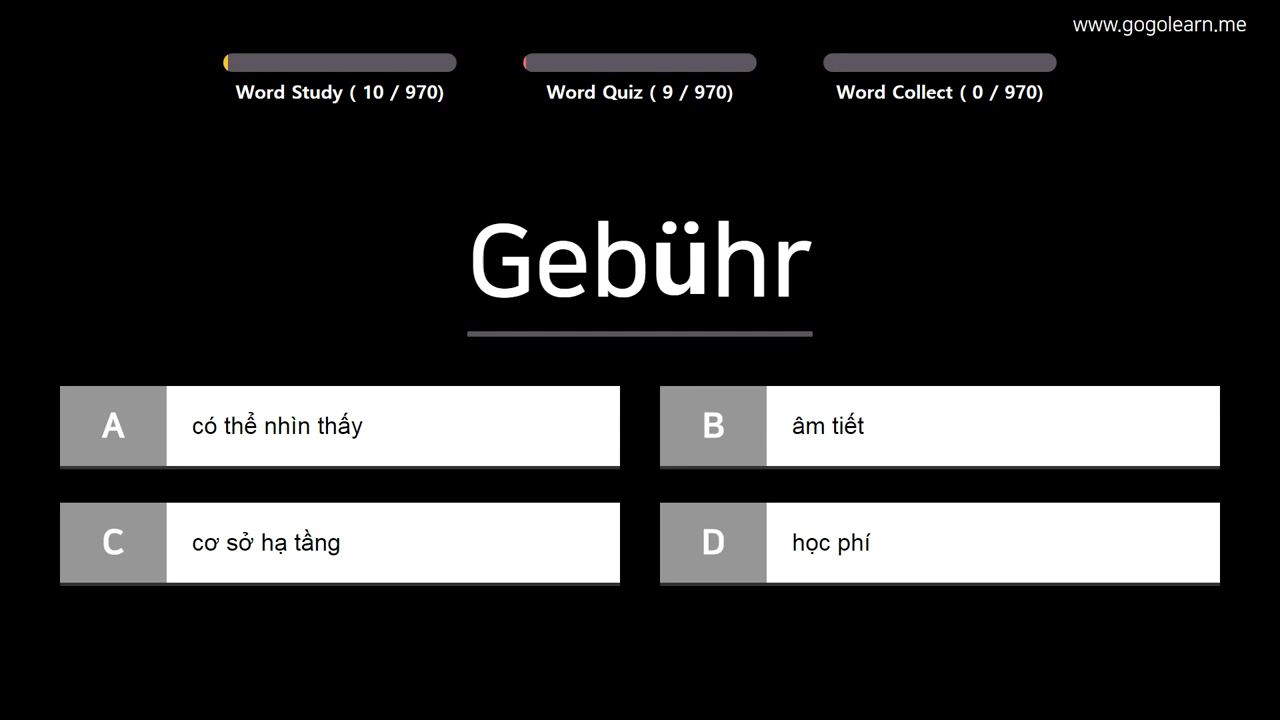 www.gogolearn.me
Word Study ( 10 / 970)
Word Quiz ( 9 / 970)
Word Collect ( 0 / 970)
Gebühr
A có thể nhìn thấy
B âm tiết
C cơ sở hạ tầng
D học phí